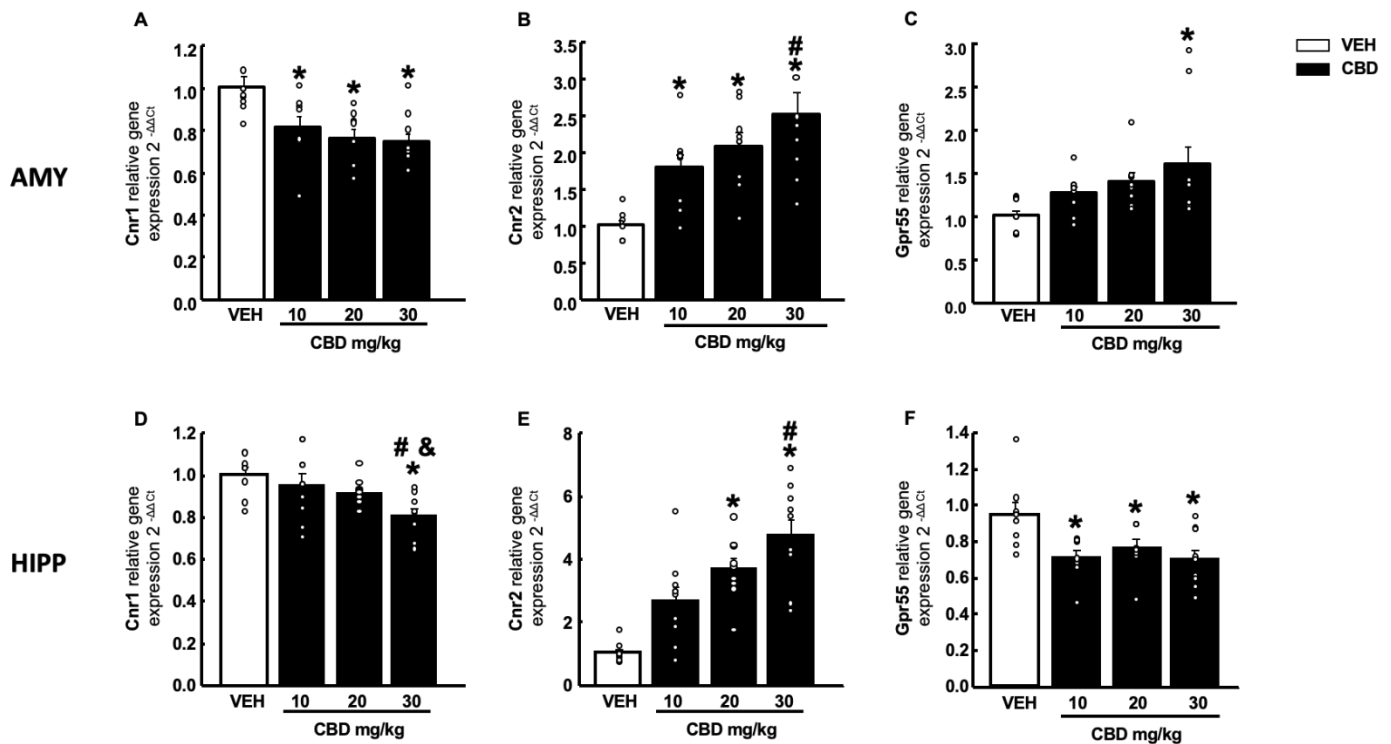 AMY
A
Cnr1 relative gene
expression 2 -ΔΔCt
1.2
1.0
0.8
0.6
0.4
0.2
0.0
*
*
*
VEH
10
20
30
CBD mg/kg
B
Cnr2 relative gene
expression 2 -ΔΔCt
3.5
3.0
2.5
2.0
1.5
1.0
0.5
0.0
*
*
#
*
VEH
10
20
30
CBD mg/kg
C
Gpr55 relative gene
expression 2 -ΔΔCt
3.0
2.5
2.0
1.5
1.0
0.5
0.0
*
VEH
10
20
30
CBD mg/kg
VEH
CBD
HIPP
D
Cnr1 relative gene
expression 2 -ΔΔCt
1.2
1.0
0.8
0.6
0.4
0.2
0.0
# &
*
VEH
10
20
30
CBD mg/kg
E
Cnr2 relative gene
expression 2 -ΔΔCt
8
6
4
2
0
*
#
*
VEH
10
20
30
CBD mg/kg
F
Gpr55 relative gene
expression 2 -ΔΔCt
1.4
1.2
1.0
0.8
0.6
0.4
0.2
0.0
*
*
*
VEH
10
20
30
CBD mg/kg